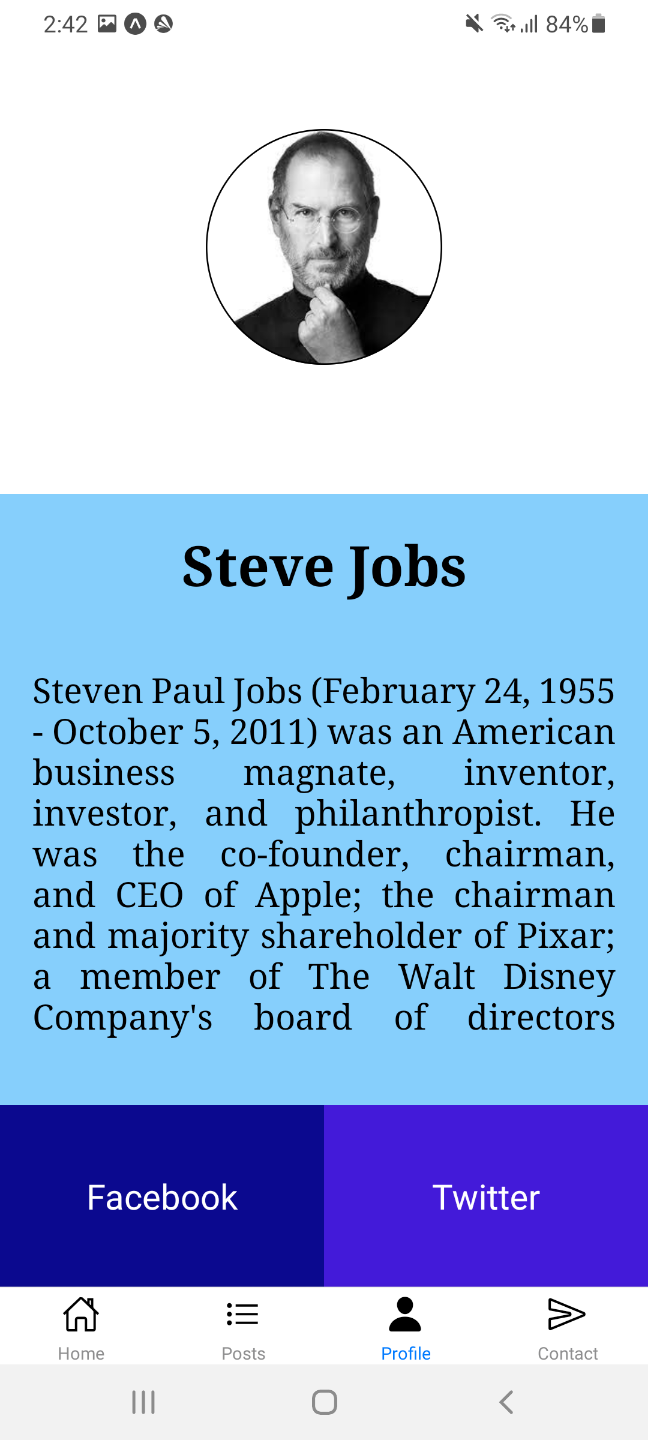 2:42 84%
Steve Jobs
Steven Paul Jobs (February 24, 1955
- October 5, 2011) was an American
business magnate, inventor,
investor, and philanthropist. He
was the co-founder, chairman,
and CEO of Apple; the chairman
and majority shareholder of Pixar;
a member of The Walt Disney
Company's board of directors
Facebook Twitter
Home Posts Profile Contact